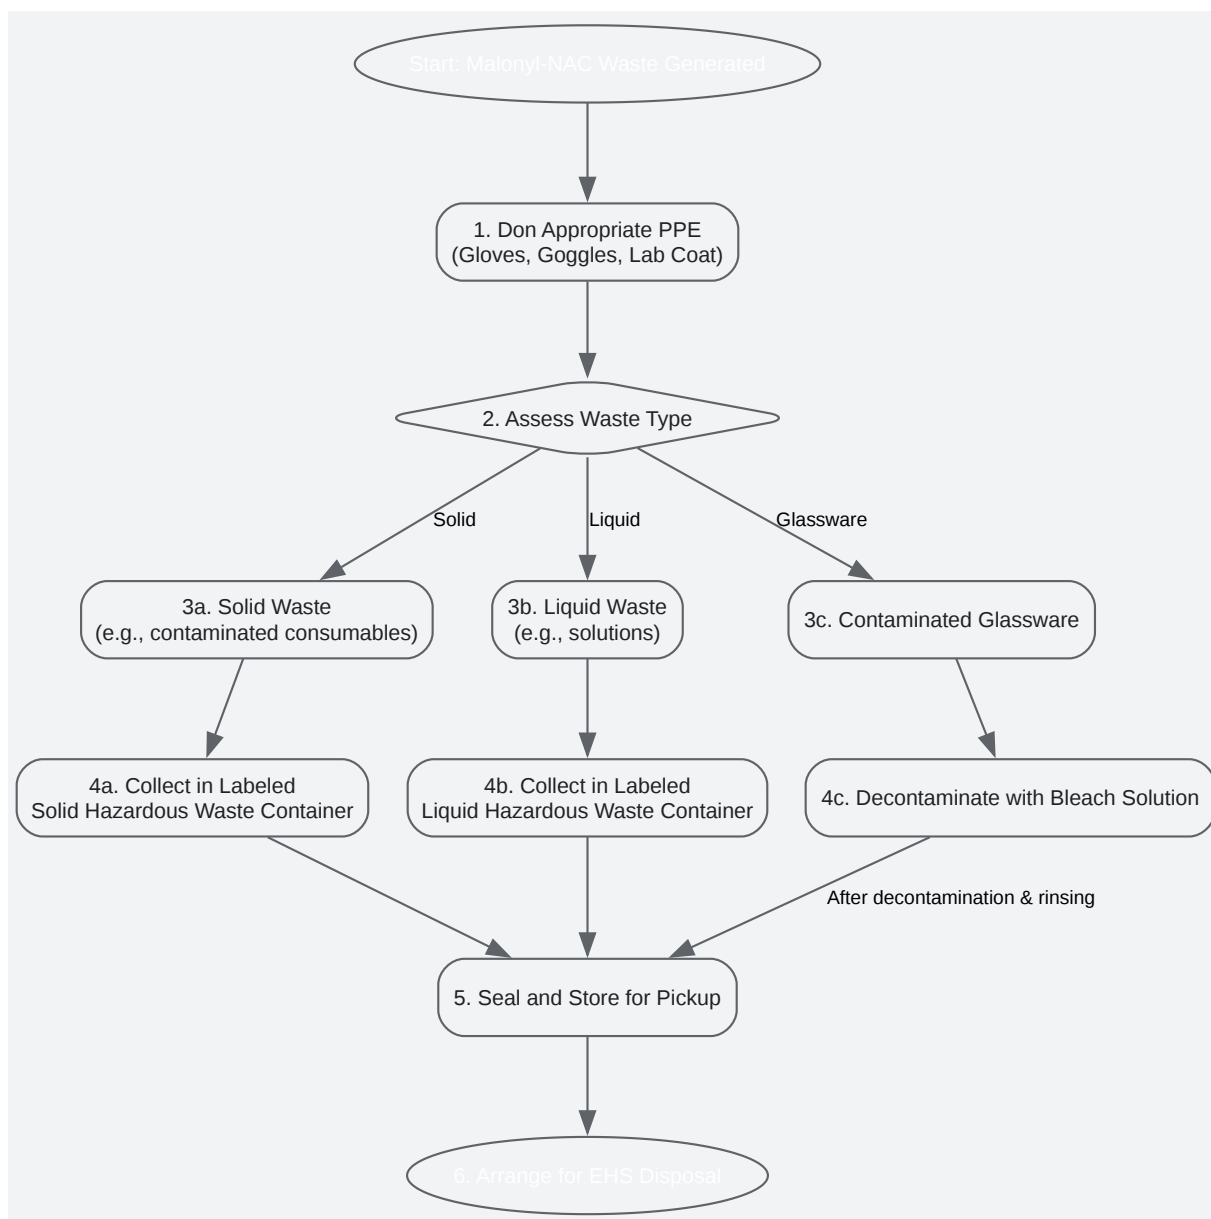 Start: Malonyl-NAC Waste Generated
1. Don Appropriate PPE
(Gloves, Goggles, Lab Coat)
2. Assess Waste Type
Solid
Liquid
Glassware
3a. Solid Waste
(e.g., contaminated consumables)
3b. Liquid Waste
(e.g., solutions)
3c. Contaminated Glassware
4a. Collect in Labeled
Solid Hazardous Waste Container
4b. Collect in Labeled
Liquid Hazardous Waste Container
4c. Decontaminate with Bleach Solution
After decontamination & rinsing
5. Seal and Store for Pickup
6. Arrange for EHS Disposal